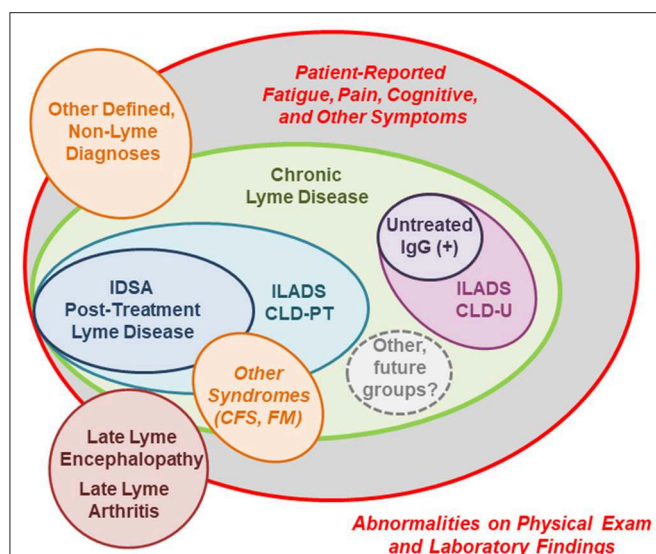 Patient-Reported
Fatigue, Pain, Cognitive,
and Other Symptoms
Other Defined,
Non-Lyme
Diagnoses
Chronic
Lyme Disease
Untreated
IgG (+)
IDSA
Post-Treatment
Lyme Disease
ILADS
CLD-PT
ILADS
CLD-U
Other,
future
groups?
Other
Syndromes
(CFS, FM)
Late Lyme
Encephalopathy
Late Lyme
Arthritis
Abnormalities on Physical Exam
and Laboratory Findings